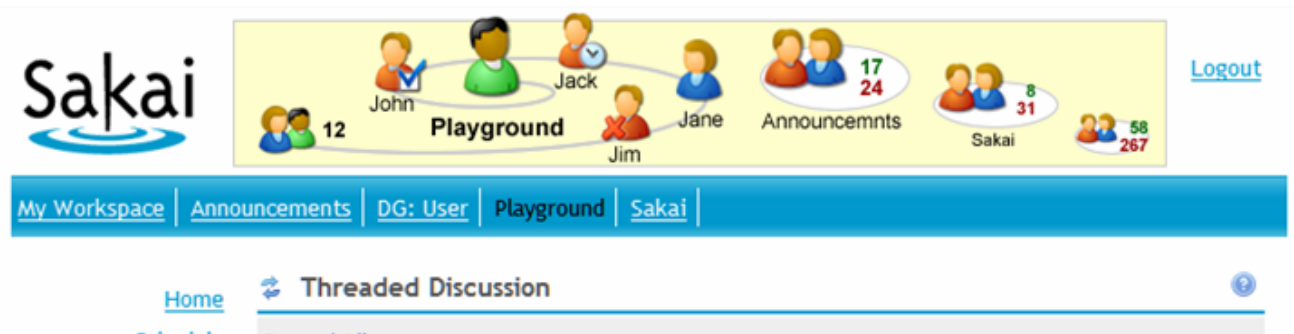 Sakai
Logout
John
Jack
12
Playground
Jim
Jane
17
24
Announcemnts
8
31
Sakai
58
267
My Workspace
Announcements
DG: User
Playground
Sakai
Threaded Discussion
?
Home